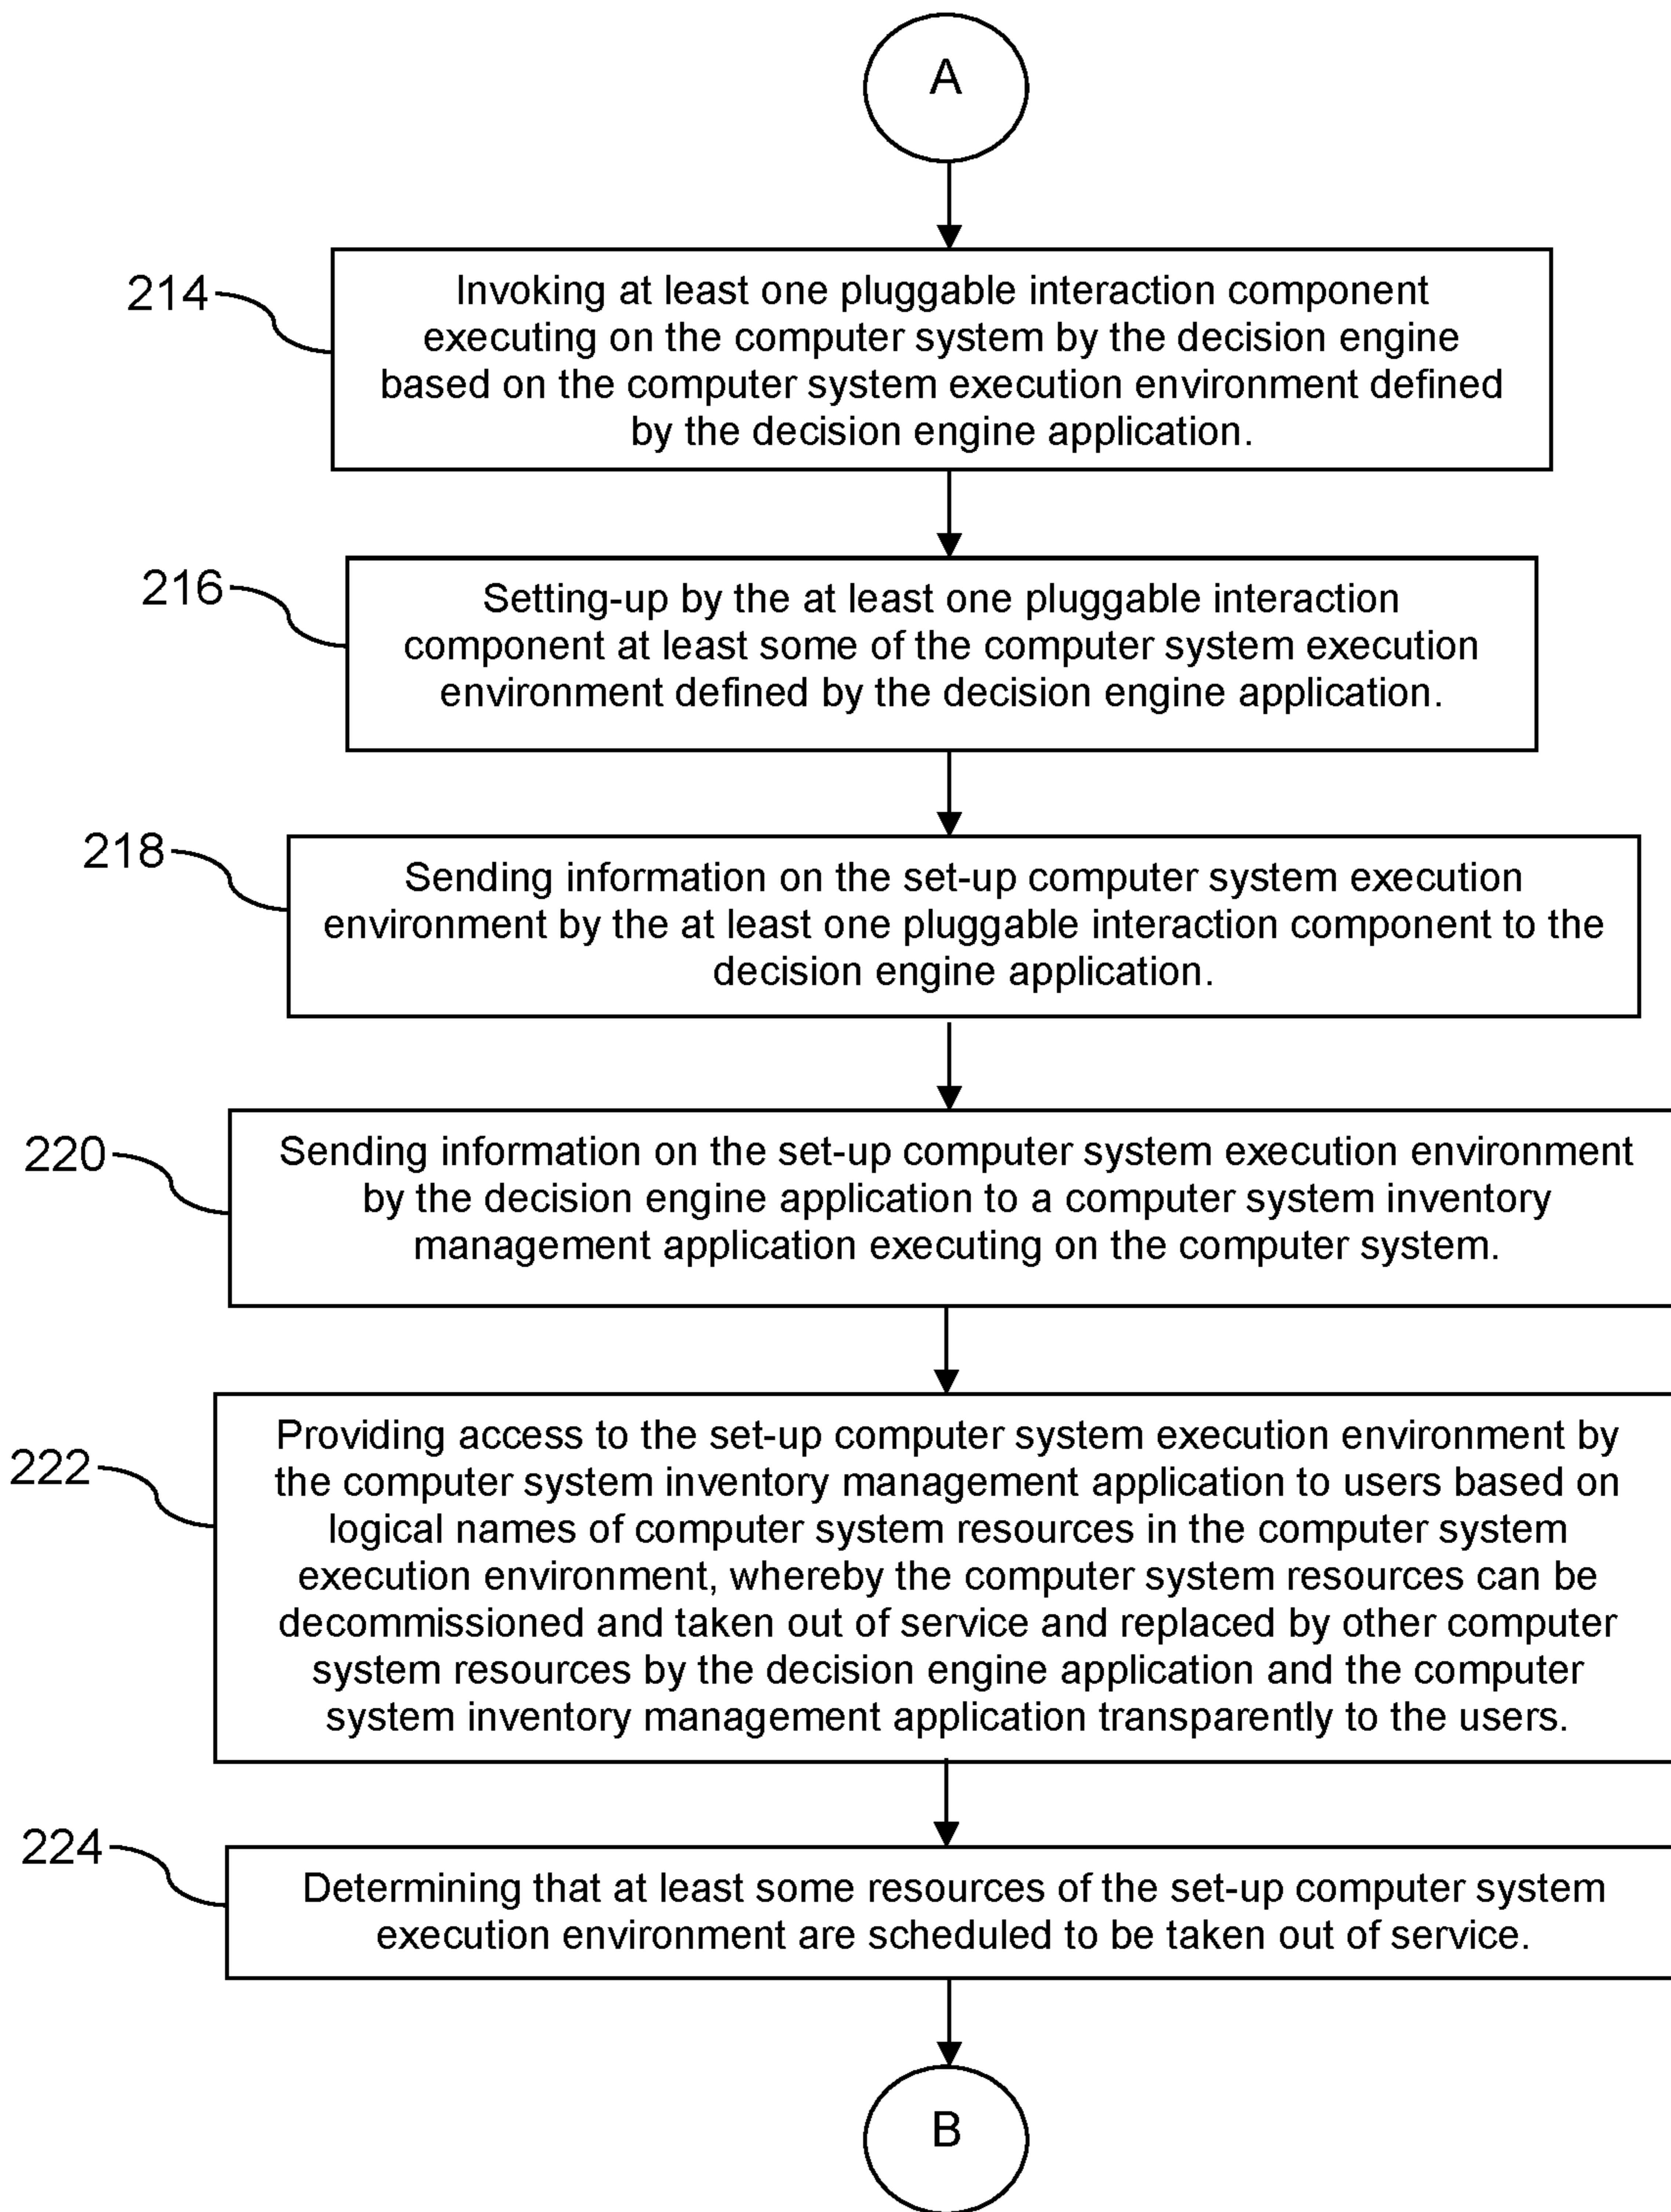 A
214
Invoking at least one pluggable interaction component
executing on the computer system by the decision engine
based on the computer system execution environment defined
by the decision engine application.
216
Setting-up by the at least one pluggable interaction
component at least some of the computer system execution
environment defined by the decision engine application.
218
Sending information on the set-up computer system execution
environment by the at least one pluggable interaction component to the
decision engine application.
220
Sending information on the set-up computer system execution environment
by the decision engine application to a computer system inventory
management application executing on the computer system.
222
Providing access to the set-up computer system execution environment by
the computer system inventory management application to users based on
logical names of computer system resources in the computer system
execution environment, whereby the computer system resources can be
decommissioned and taken out of service and replaced by other computer
system resources by the decision engine application and the computer
system inventory management application transparently to the users.
224
Determining that at least some resources of the set-up computer system
execution environment are scheduled to be taken out of service.
B